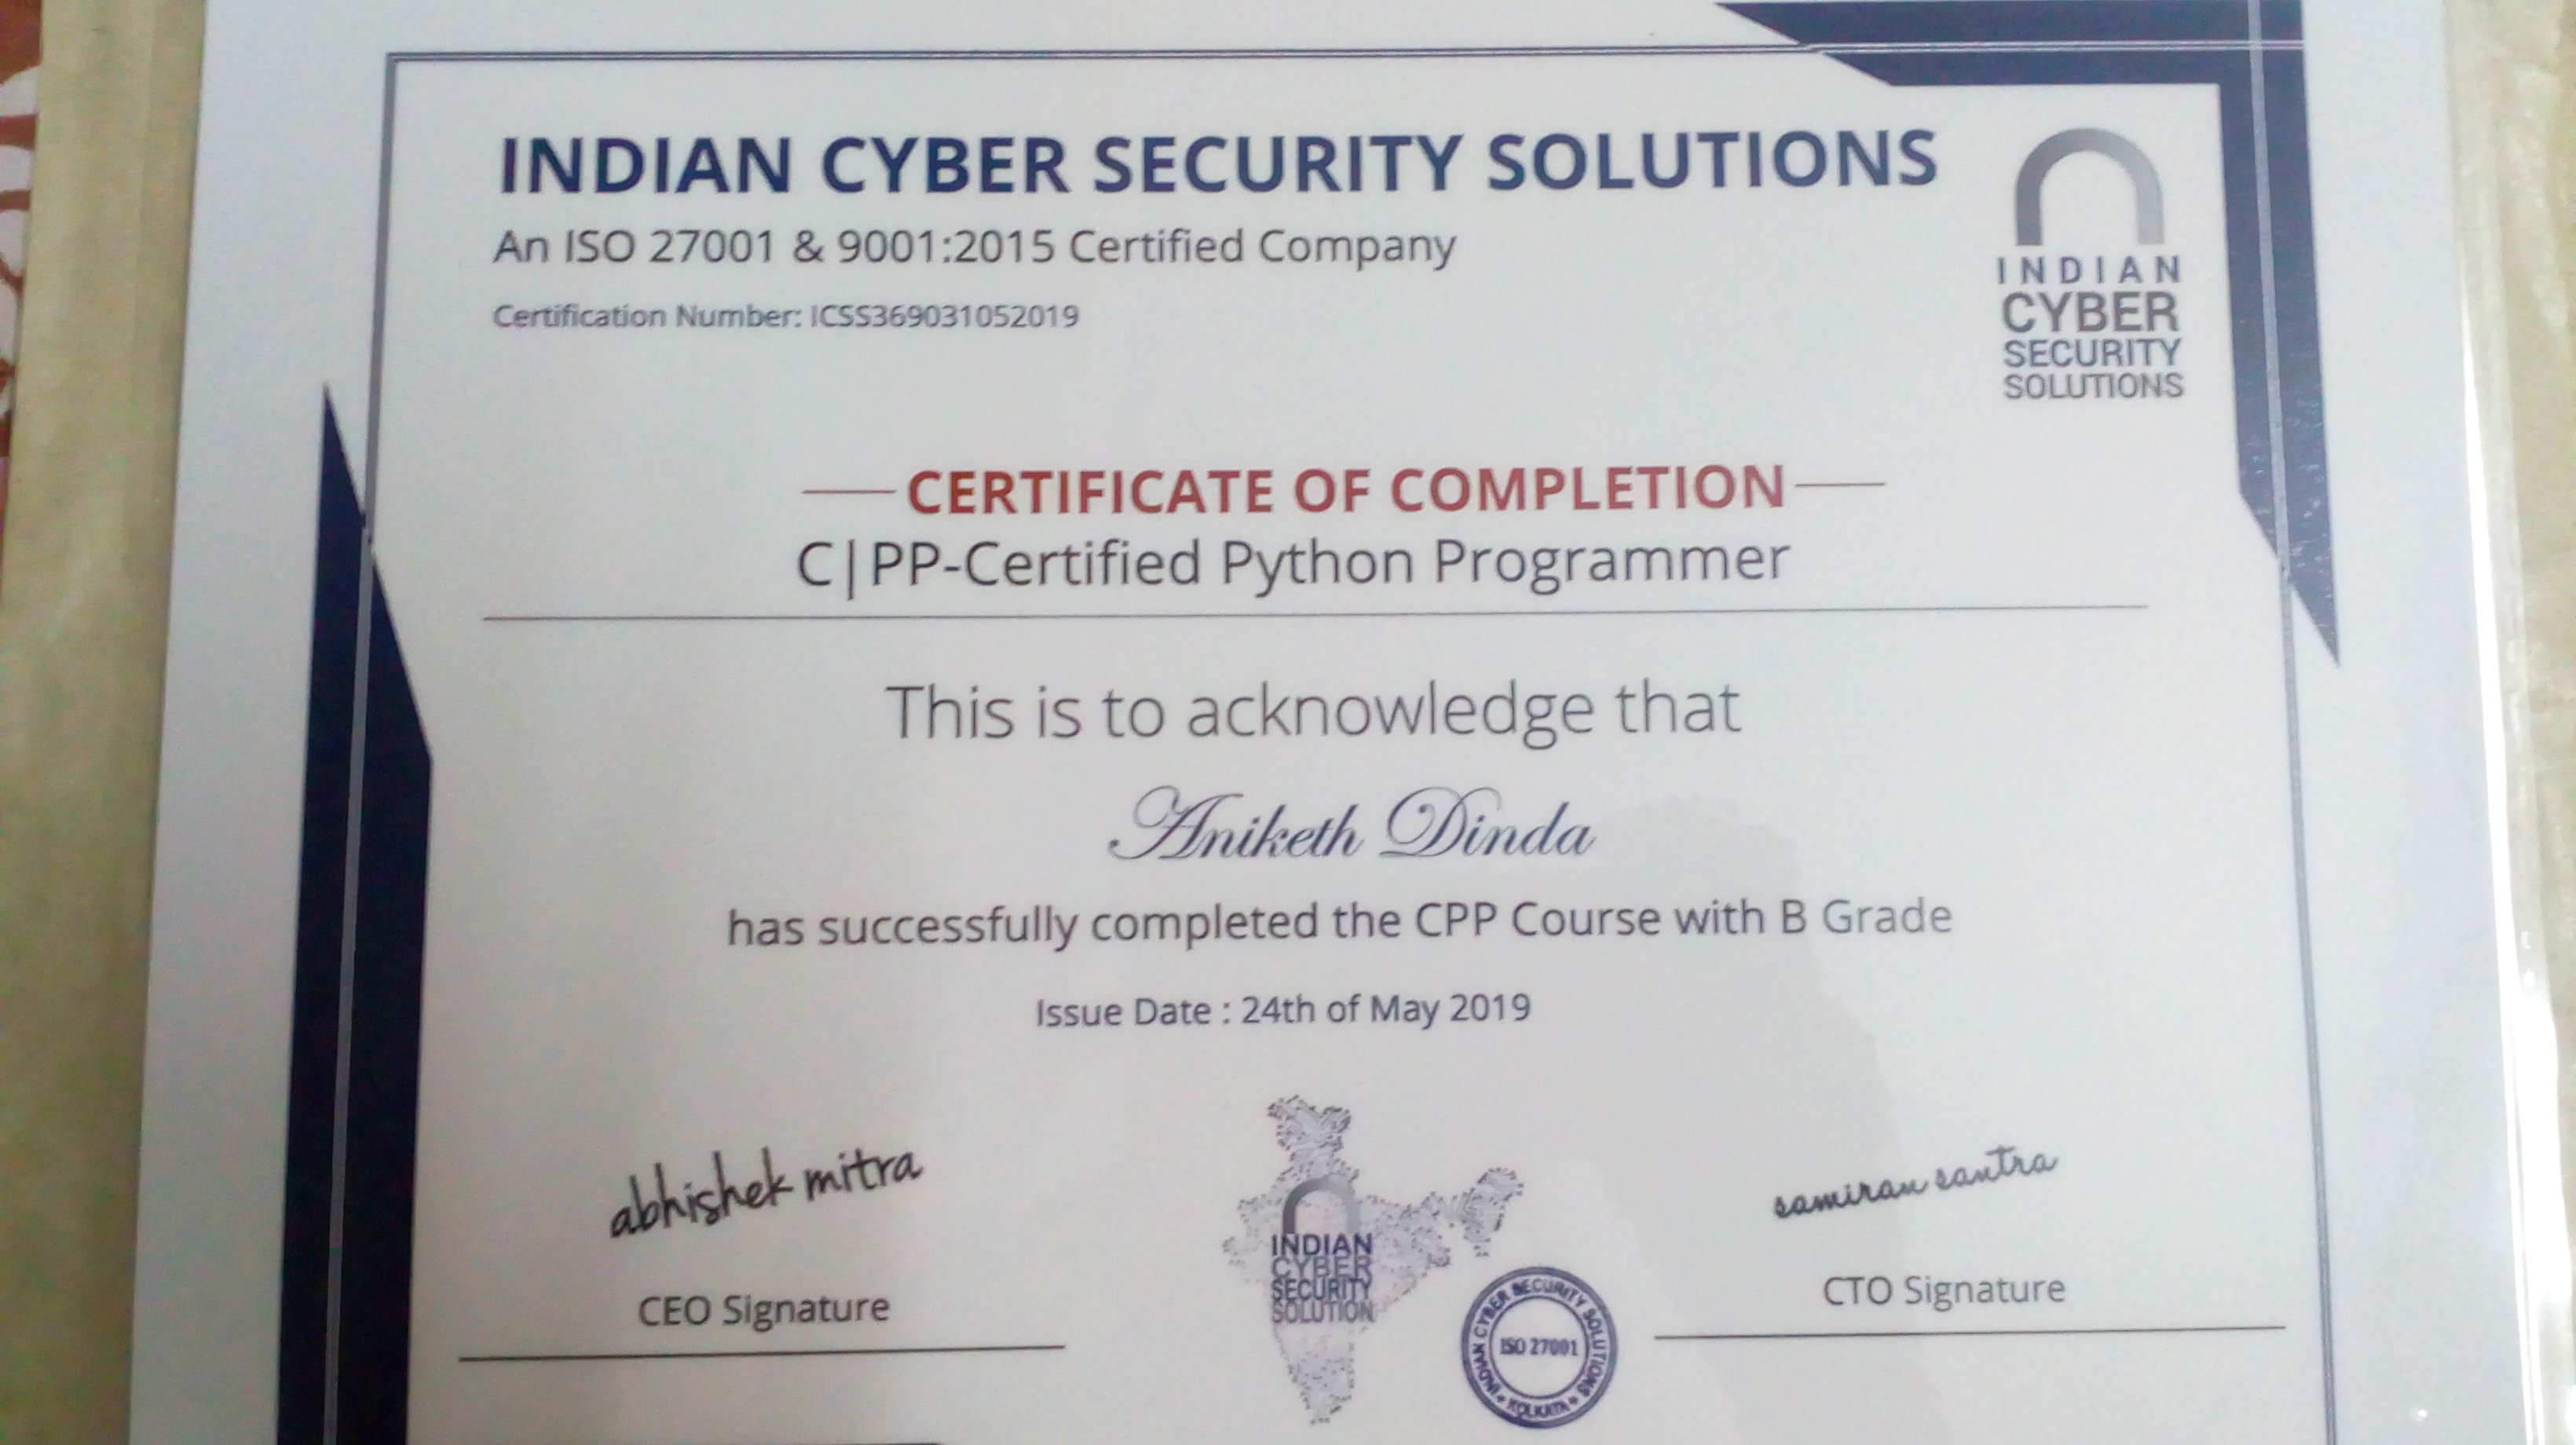 INDIAN CYBER SECURITY SOLUTIONS
An ISO 27001 & 9001:2015 Certified Company
Certification Number: ICSS369031052019
INDIAN
CYBER
SECURITY
SOLUTIONS
CERTIFICATE OF COMPLETION
C|PP-Certified Python Programmer
This is to acknowledge that
Aniketh Dinda
has successfully completed the CPP Course with B Grade
Issue Date : 24th of May 2019
abhishek mitra
CEO Signature
INDIAN
CYBER
SECURITY
SOLUTION
INDIAN CYBER SECURITY SOLUTIONS
ISO 27001
KOLKATA
samiran santra
CTO Signature